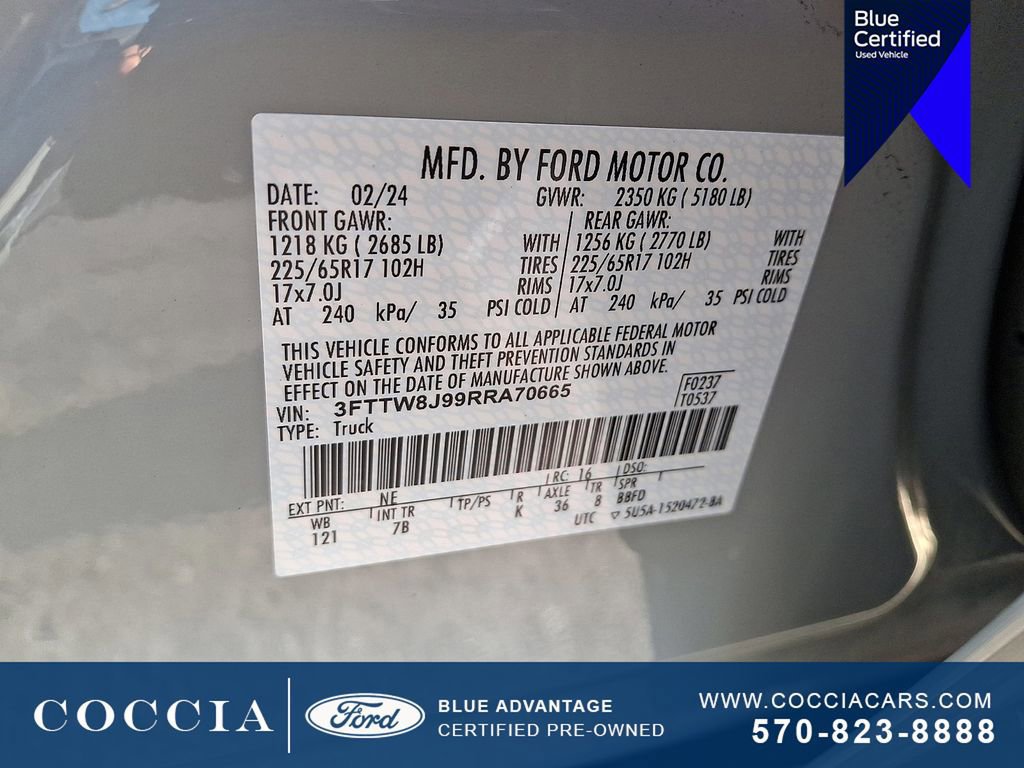 Blue
Certified
Used Vehicle
MFD. BY FORD MOTOR CO.
DATE: 02/24 GVWR: 2350 KG ( 5180 LB)
FRONT GAWR: REAR GAWR:
1218 KG ( 2685 LB) WITH 1256 KG ( 2770 LB) WITH
225/65R17 102H TIRES 225/65R17 102H TIRES
17x7.0J RIMS 17x7.0J RIMS
AT 240 kPa/ 35 PSI COLD AT 240 kPa/ 35 PSI COLD
THIS VEHICLE CONFORMS TO ALL APPLICABLE FEDERAL MOTOR
VEHICLE SAFETY AND THEFT PREVENTION STANDARDS IN
EFFECT ON THE DATE OF MANUFACTURE SHOWN ABOVE.
VIN: 3FTTW8J99RRA70665 F0237
TYPE: Truck T0537
EXT PNT: NE RC: 16 DSO:
WB INT TR TP/PS R AXLE TR SPR
121 7B K 36 8 BBFD
UTC ▽ 5U5A-1520472-BA
COCCIA Ford BLUE ADVANTAGE
CERTIFIED PRE-OWNED
WWW.COCCIACARS.COM
570-823-8888